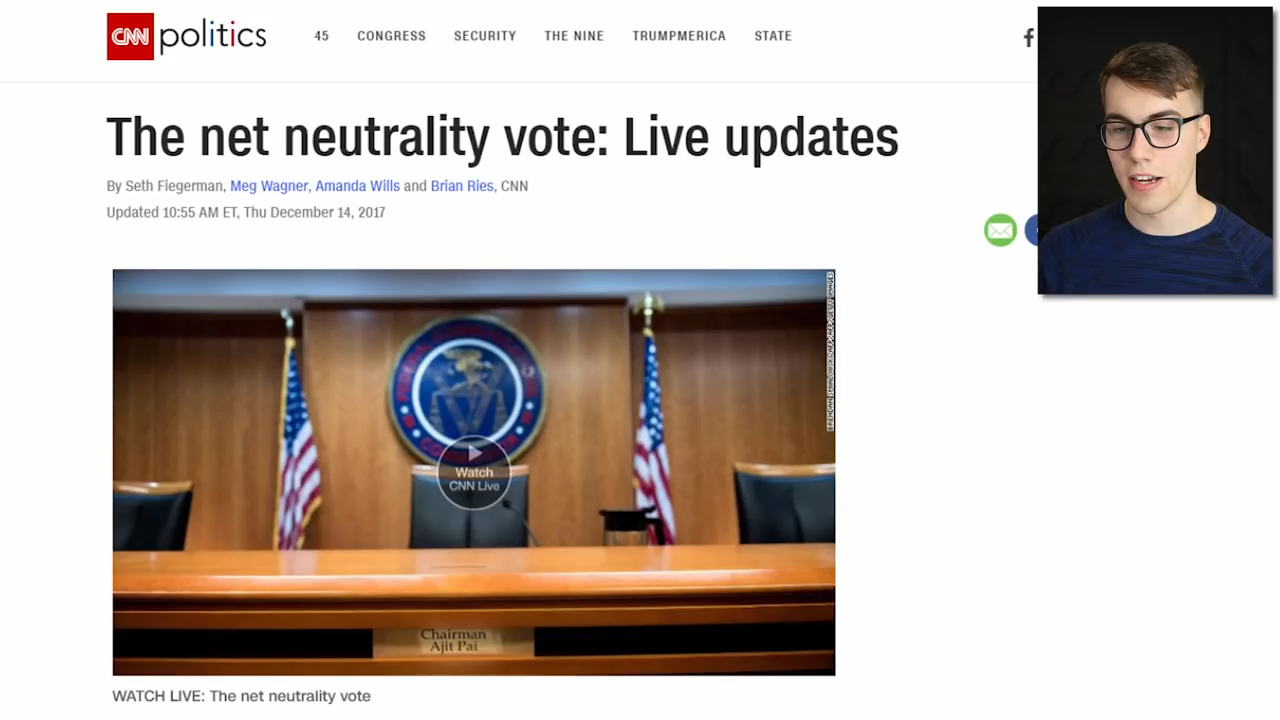 CNN politics
45 CONGRESS SECURITY THE NINE TRUMPMERICA STATE
The net neutrality vote: Live updates
By Seth Fiegerman, Meg Wagner, Amanda Wills and Brian Ries, CNN
Updated 10:55 AM ET, Thu December 14, 2017
Watch
CNN Live
Chairman
Ajit Pai
WATCH LIVE: The net neutrality vote